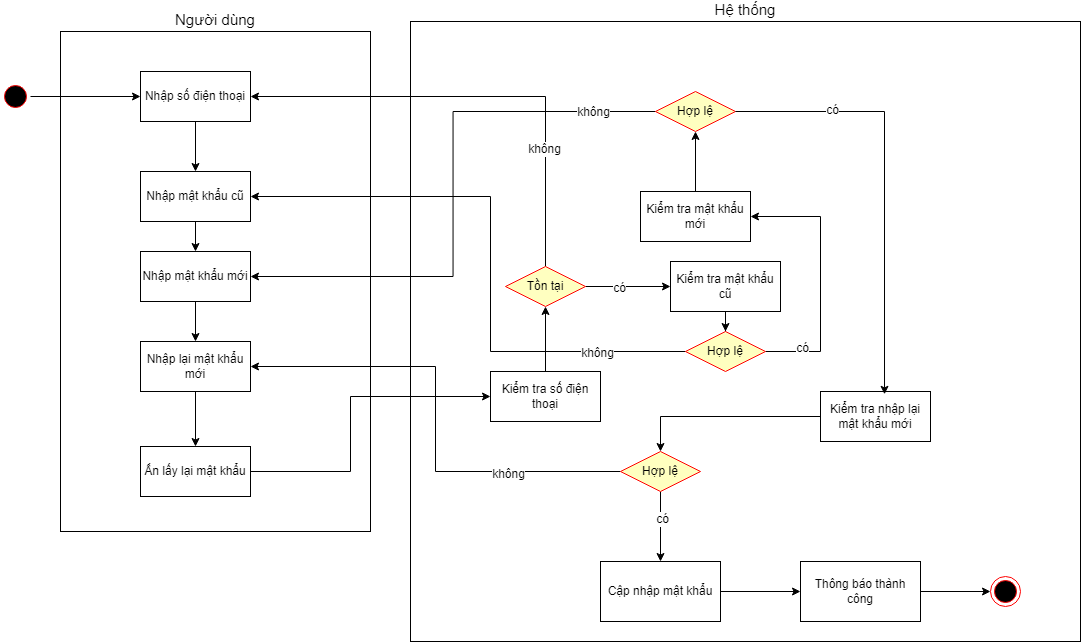 Người dùng
Nhập số điện thoại
Nhập mật khẩu cũ
Nhập mật khẩu mới
Nhập lại mật khẩu
mới
Ấn lấy lại mật khẩu
Hệ thống
Hợp lệ
không
có
không
Kiểm tra mật khẩu
mới
Tồn tại
có
Kiểm tra mật khẩu
cũ
Hợp lệ
không
có
Kiểm tra số điện
thoại
Kiểm tra nhập lại
mật khẩu mới
Hợp lệ
không
có
Cập nhập mật khẩu
Thông báo thành
công